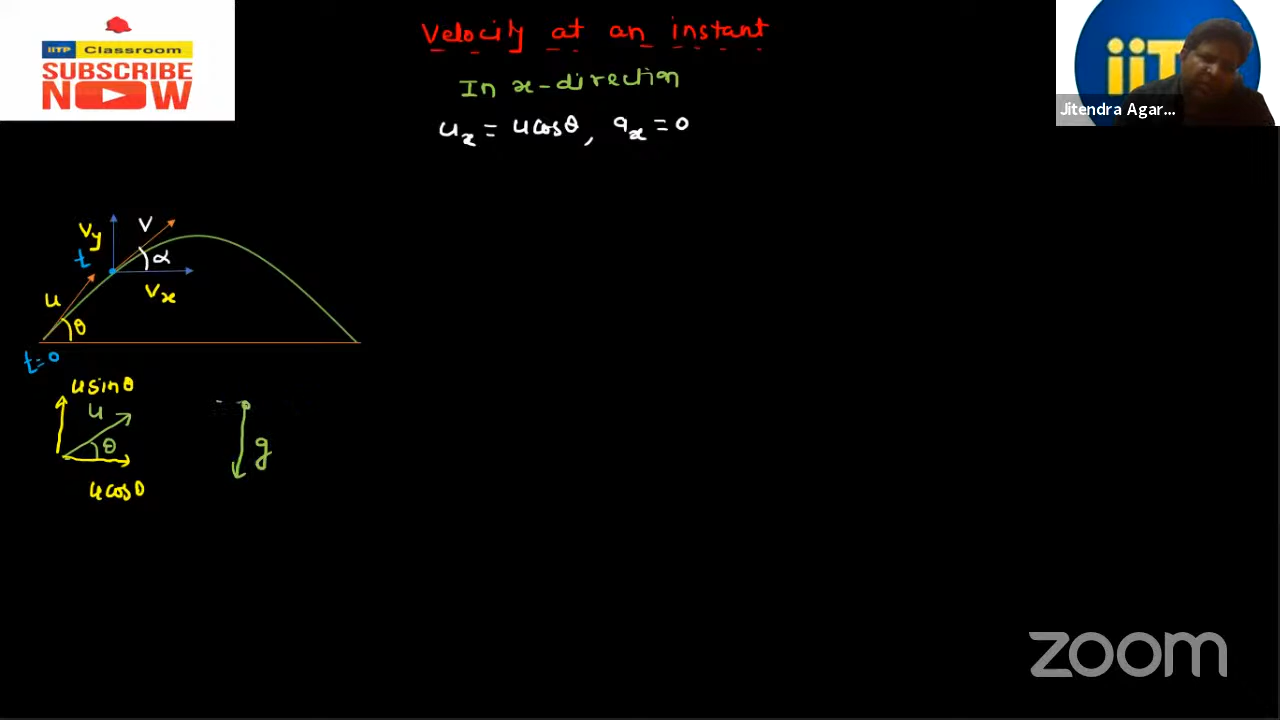 IITP Classroom
SUBSCRIBE
NOW
Velocity at an instant
In x-direction
uₓ = u cosθ, aₓ = 0
iiTP
Jitendra Agar...
V
Vy
t
α
Vx
u
θ
t=0
u sinθ
u
θ
u cosθ
g
zoom